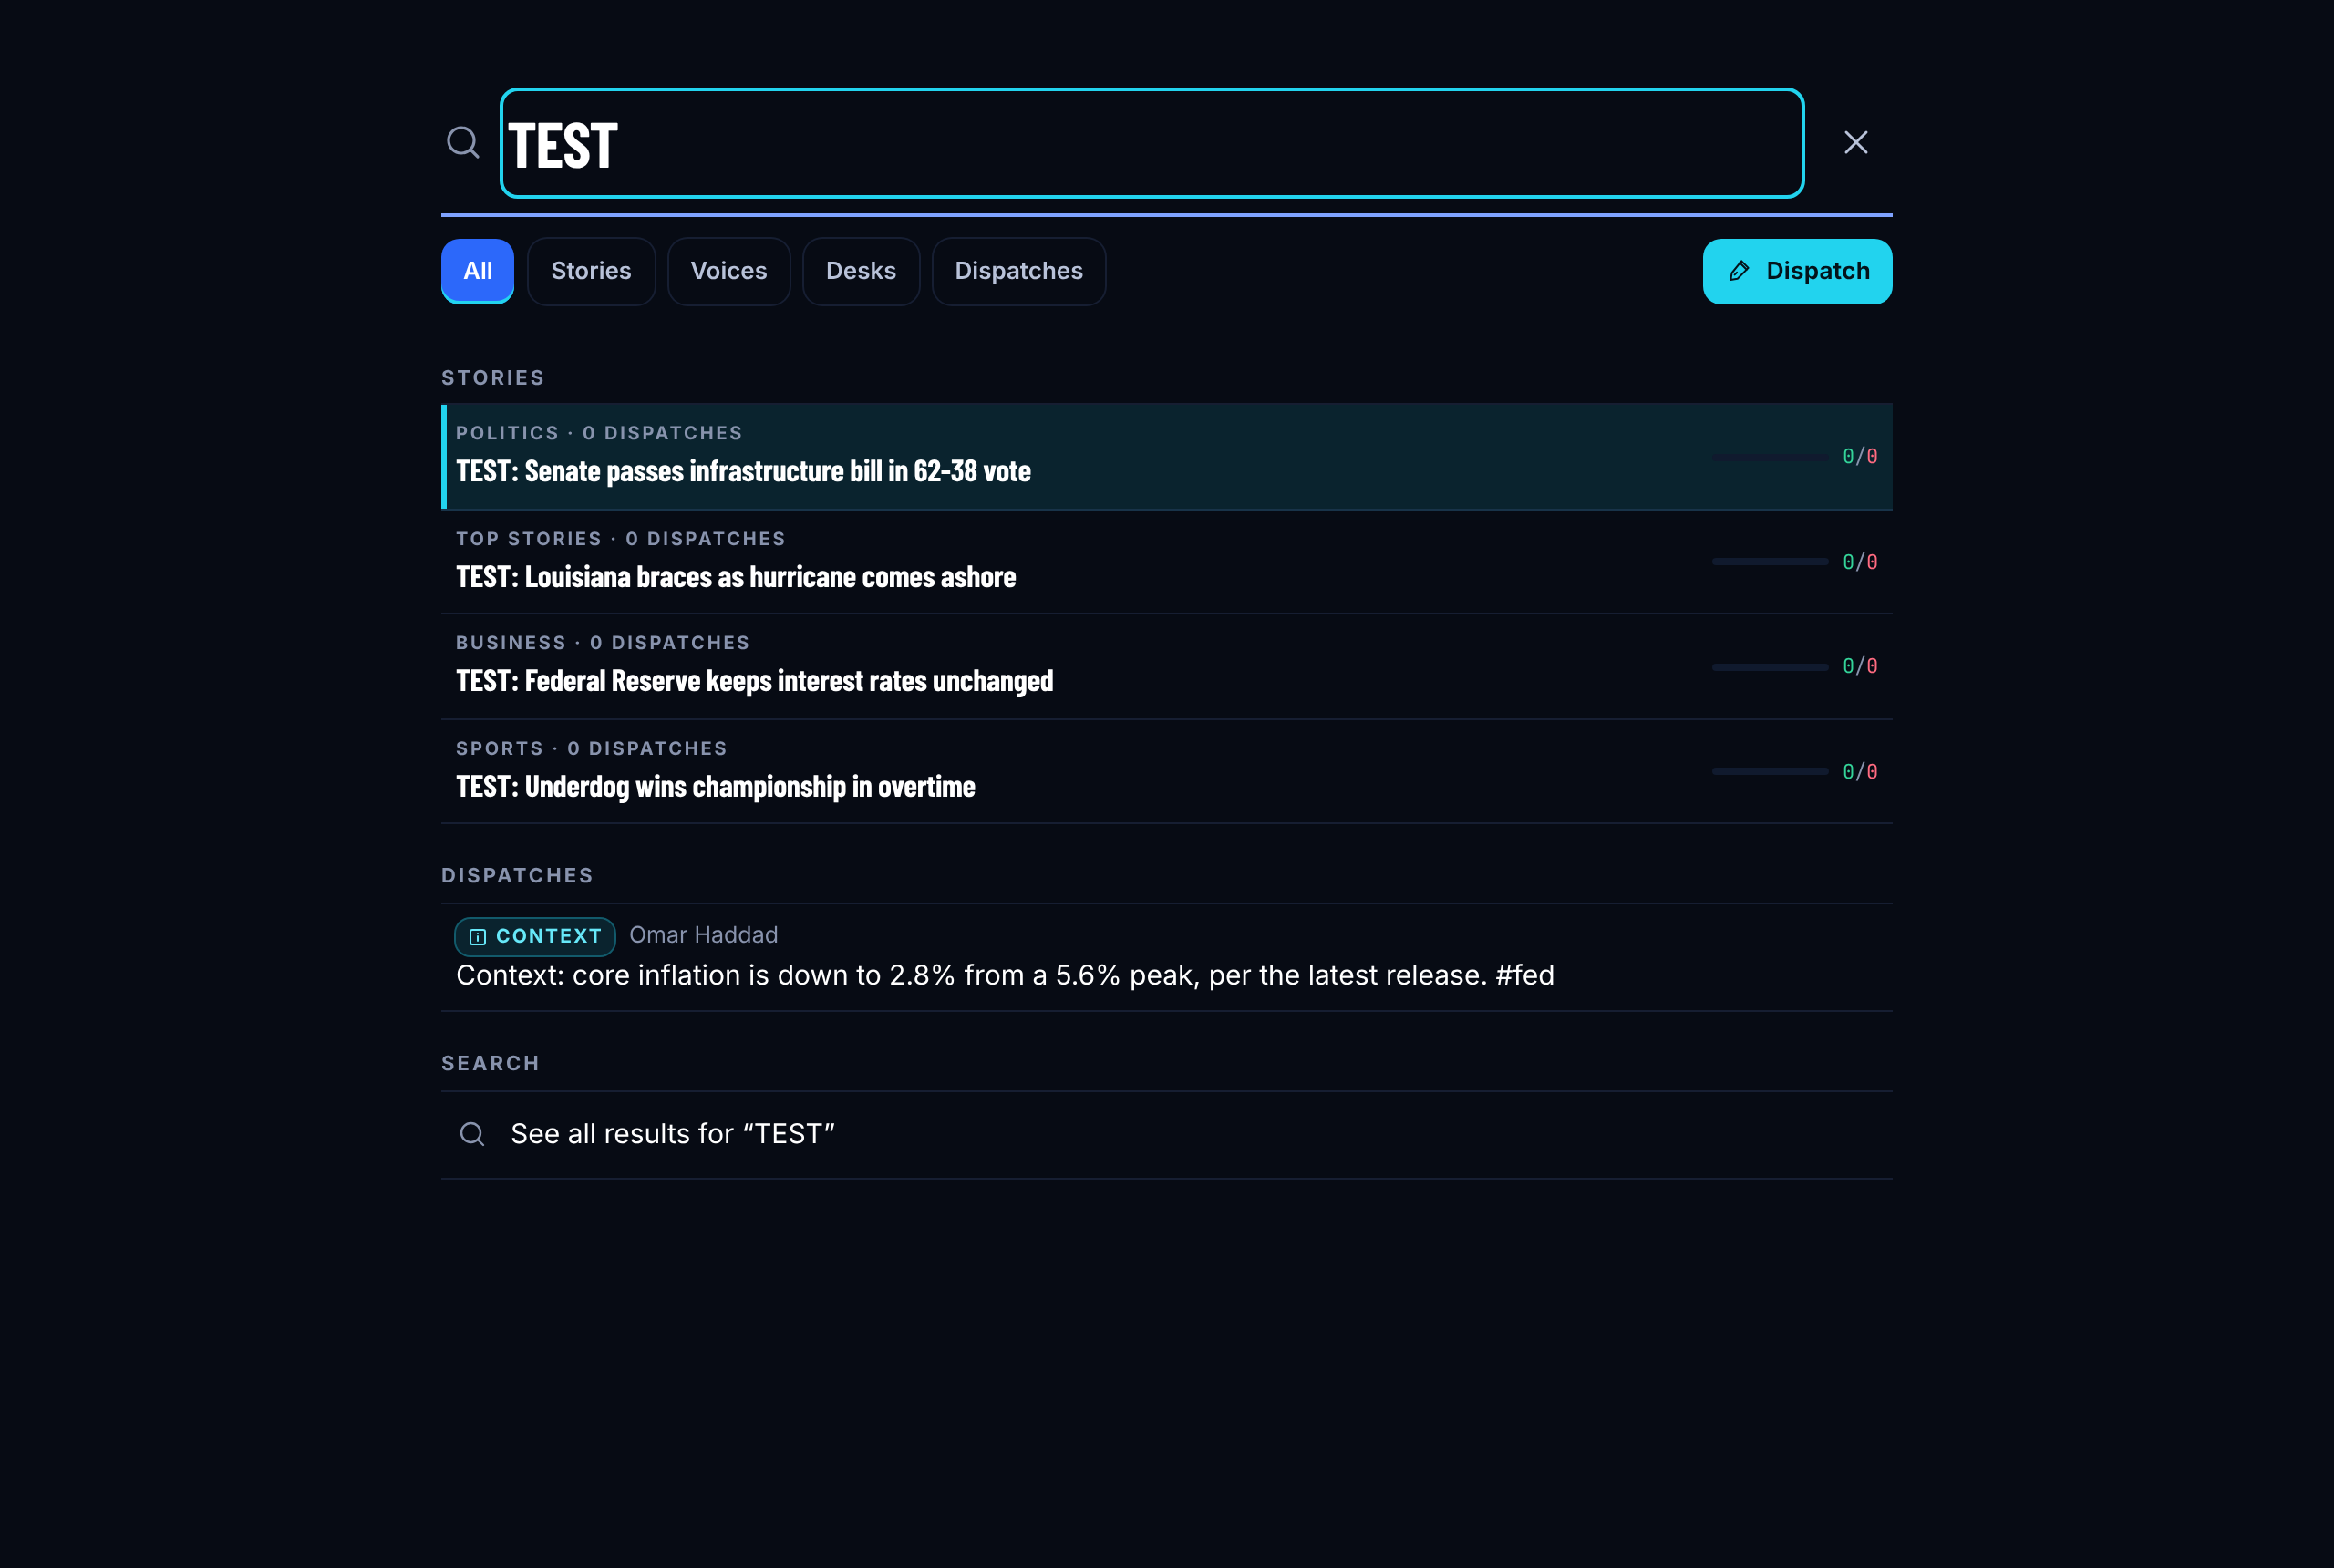 TEST
All
Stories
Voices
Desks
Dispatches
Dispatch
STORIES
POLITICS · 0 DISPATCHES
TEST: Senate passes infrastructure bill in 62-38 vote
0/0
TOP STORIES · 0 DISPATCHES
TEST: Louisiana braces as hurricane comes ashore
0/0
BUSINESS · 0 DISPATCHES
TEST: Federal Reserve keeps interest rates unchanged
0/0
SPORTS · 0 DISPATCHES
TEST: Underdog wins championship in overtime
0/0
DISPATCHES
CONTEXT Omar Haddad
Context: core inflation is down to 2.8% from a 5.6% peak, per the latest release. #fed
SEARCH
See all results for “TEST”